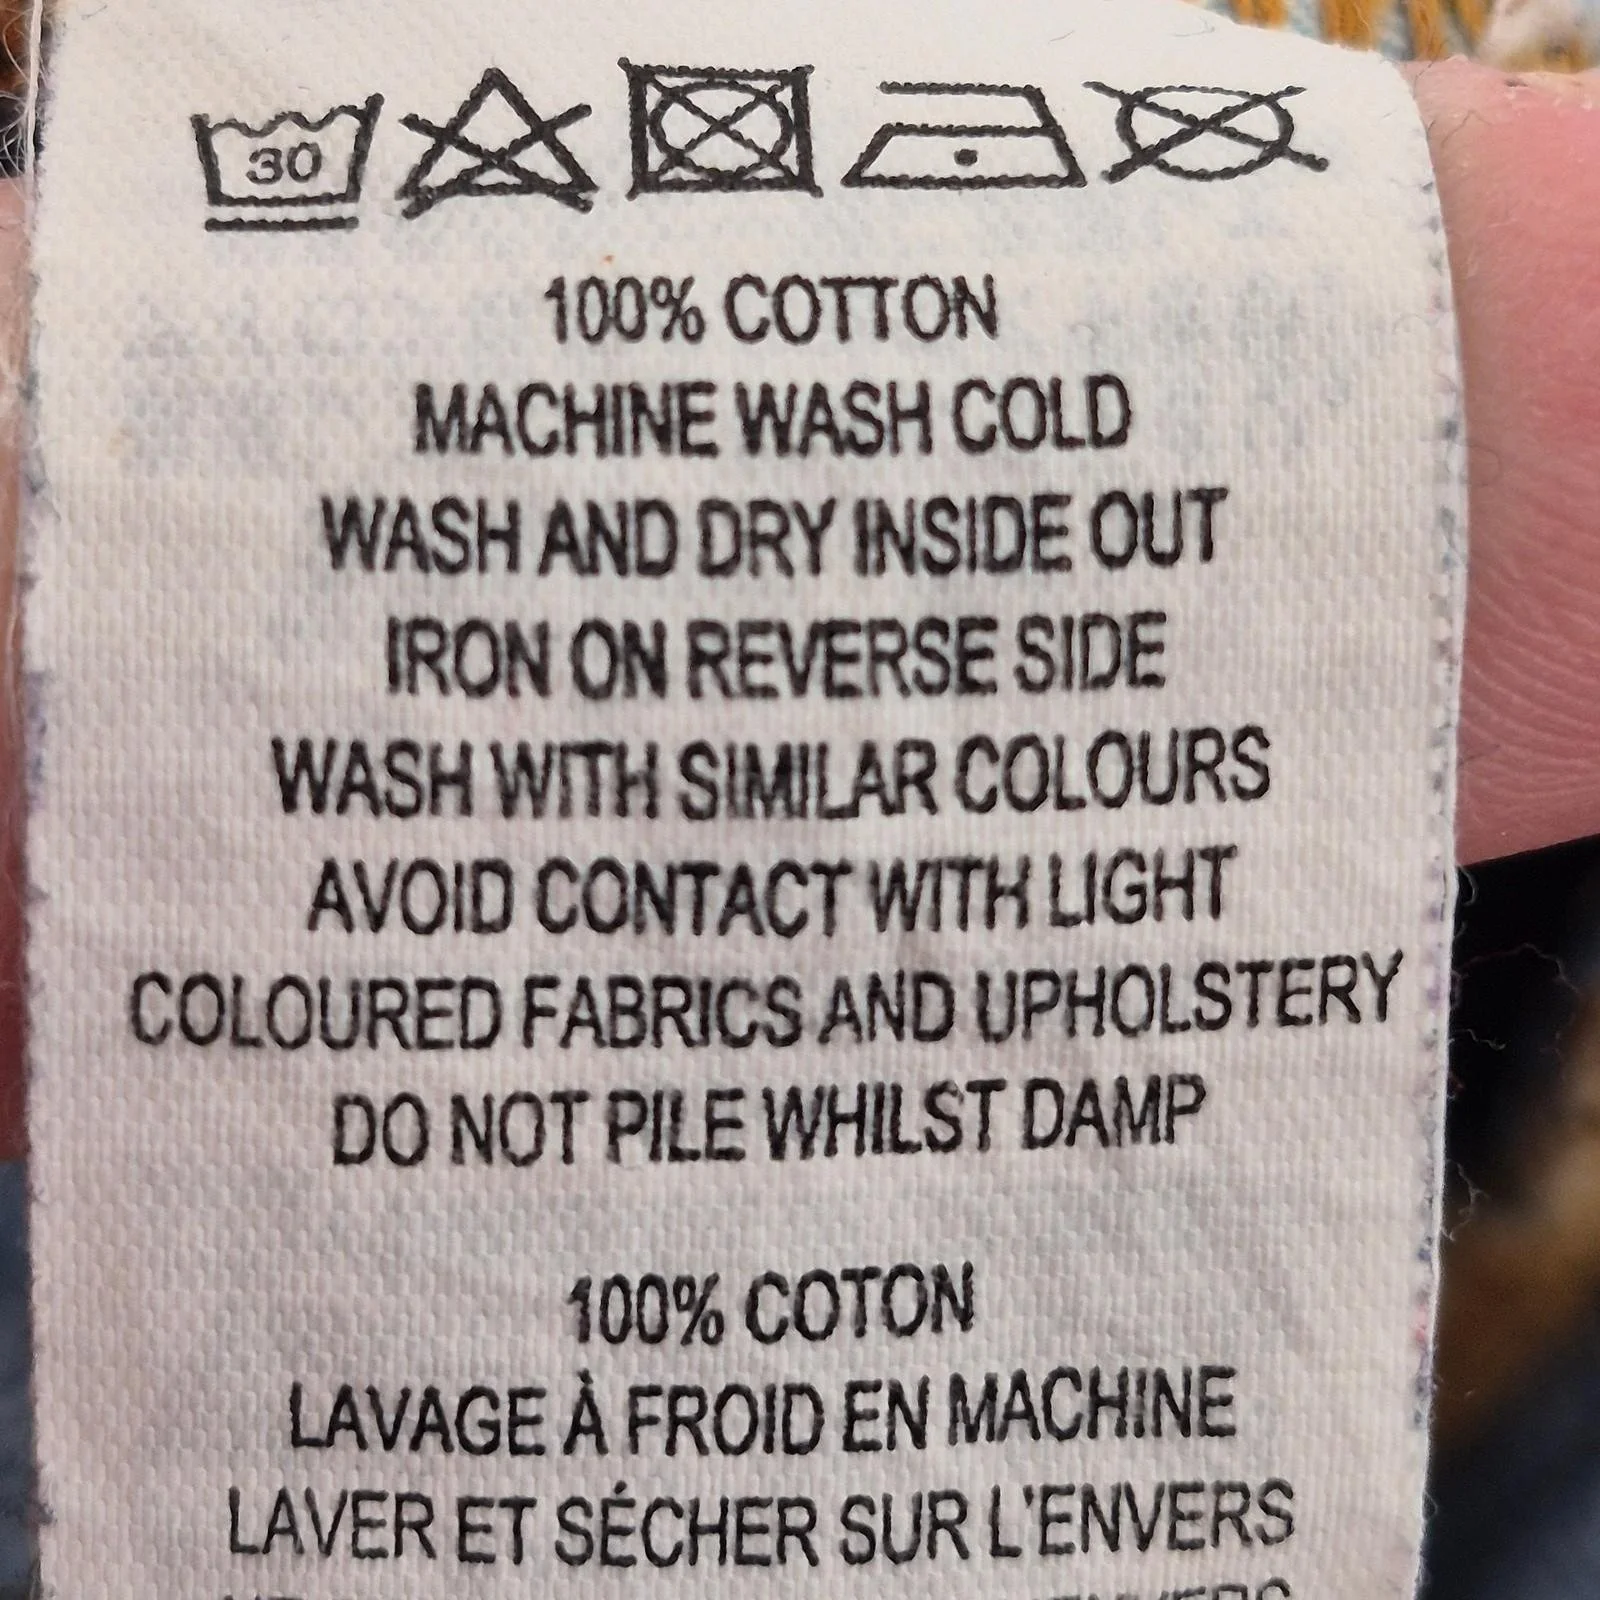 30
100% COTTON
MACHINE WASH COLD
WASH AND DRY INSIDE OUT
IRON ON REVERSE SIDE
WASH WITH SIMILAR COLOURS
AVOID CONTACT WITH LIGHT
COLOURED FABRICS AND UPHOLSTERY
DO NOT PILE WHILST DAMP
100% COTON
LAVAGE À FROID EN MACHINE
LAVER ET SÉCHER SUR L'ENVERS